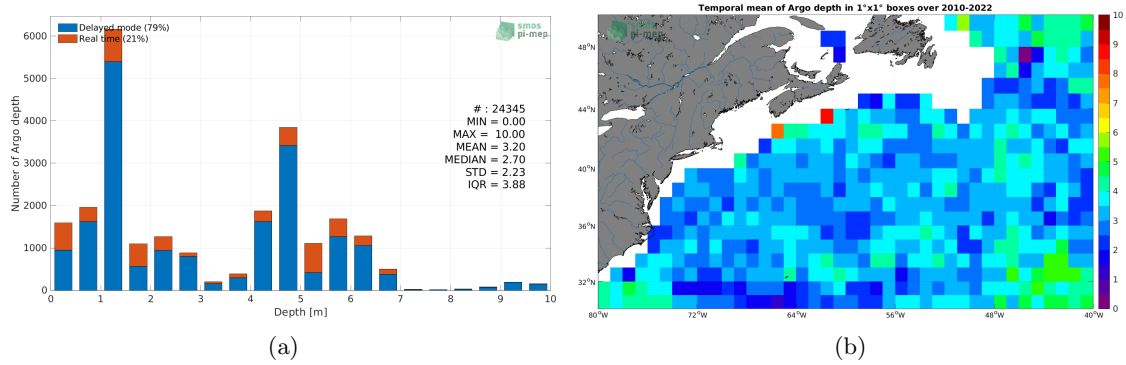 Delayed mode (79%)
Real time (21%)
smos
pi-mep
6000
5000
4000
3000
2000
1000
0
Number of Argo depth
# : 24345
MIN = 0.00
MAX = 10.00
MEAN = 3.20
MEDIAN = 2.70
STD = 2.23
IQR = 3.88
0 1 2 3 4 5 6 7 8 9 10
Depth [m]
(a)
Temporal mean of Argo depth in 1°x1° boxes over 2010-2022
smos
pi-mep
48°N
44°N
40°N
36°N
32°N
80°W 72°W 64°W 56°W 48°W 40°W
10
9
8
7
6
5
4
3
2
1
0
(b)